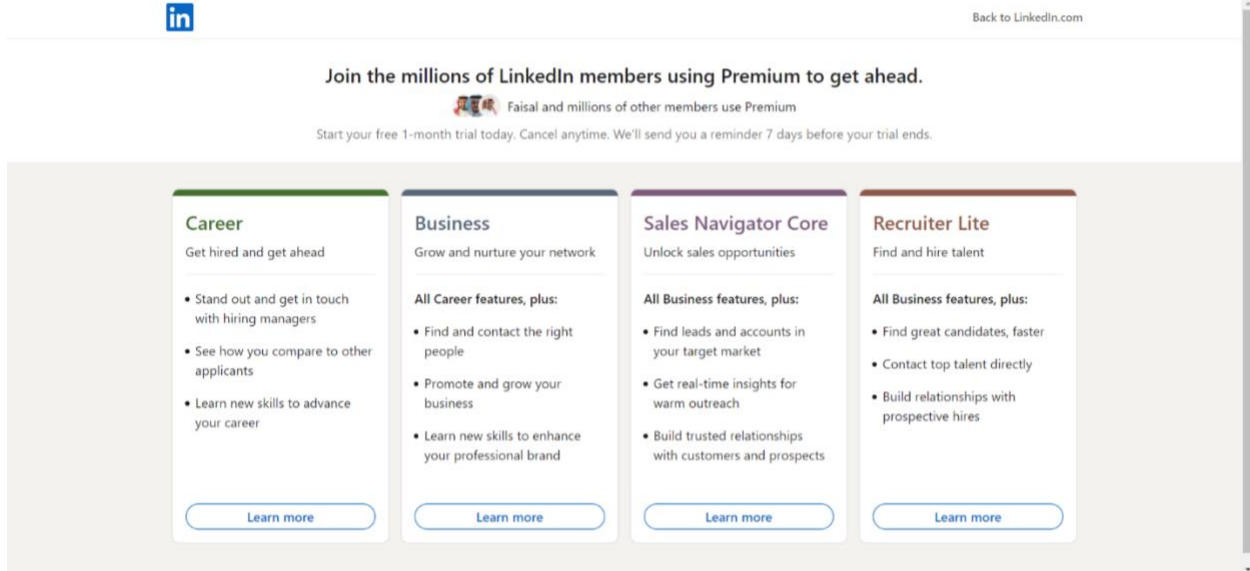 in
Back to LinkedIn.com
Join the millions of LinkedIn members using Premium to get ahead.
Faisal and millions of other members use Premium
Start your free 1-month trial today. Cancel anytime. We'll send you a reminder 7 days before your trial ends.
Career
Get hired and get ahead
• Stand out and get in touch
with hiring managers
• See how you compare to other
applicants
• Learn new skills to advance
your career
Learn more
Business
Grow and nurture your network
All Career features, plus:
• Find and contact the right
people
• Promote and grow your
business
• Learn new skills to enhance
your professional brand
Learn more
Sales Navigator Core
Unlock sales opportunities
All Business features, plus:
• Find leads and accounts in
your target market
• Get real-time insights for
warm outreach
• Build trusted relationships
with customers and prospects
Learn more
Recruiter Lite
Find and hire talent
All Business features, plus:
• Find great candidates, faster
• Contact top talent directly
• Build relationships with
prospective hires
Learn more